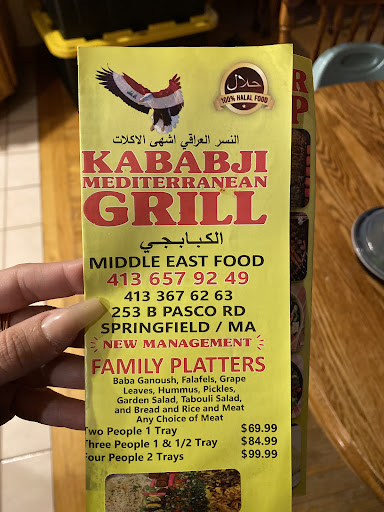 حلال
100% HALAL FOOD
النسر العراقي اشهى الاكلات
KABABJI
MEDITERRANEAN
GRILL
الكبابجي
MIDDLE EAST FOOD
413 657 92 49
413 367 62 63
253 B PASCO RD
SPRINGFIELD / MA
NEW MANAGEMENT
FAMILY PLATTERS
Baba Ganoush, Falafels, Grape
Leaves, Hummus, Pickles,
Garden Salad, Tabouli Salad,
and Bread and Rice and Meat
Any Choice of Meat
Two People 1 Tray $69.99
Three People 1 & 1/2 Tray $84.99
Four People 2 Trays $99.99
R
P